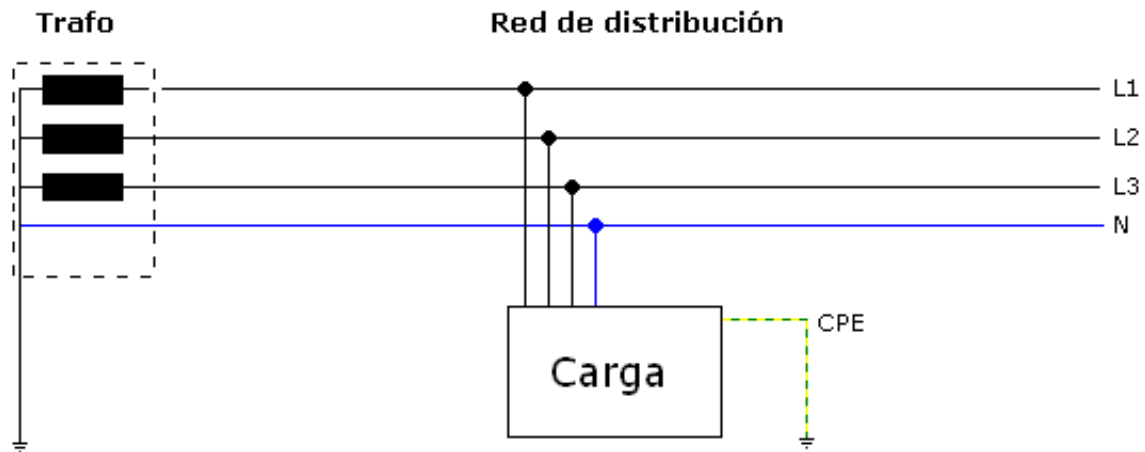 Trafo
Red de distribución
L1
L2
L3
N
CPE
Carga